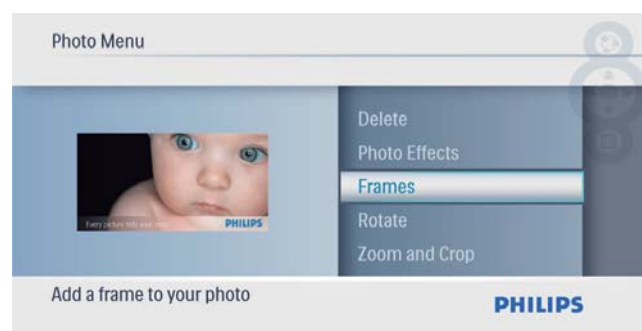 Photo Menu
Delete
Photo Effects
Frames
Rotate
Zoom and Crop
PHILIPS
Add a frame to your photo
PHILIPS